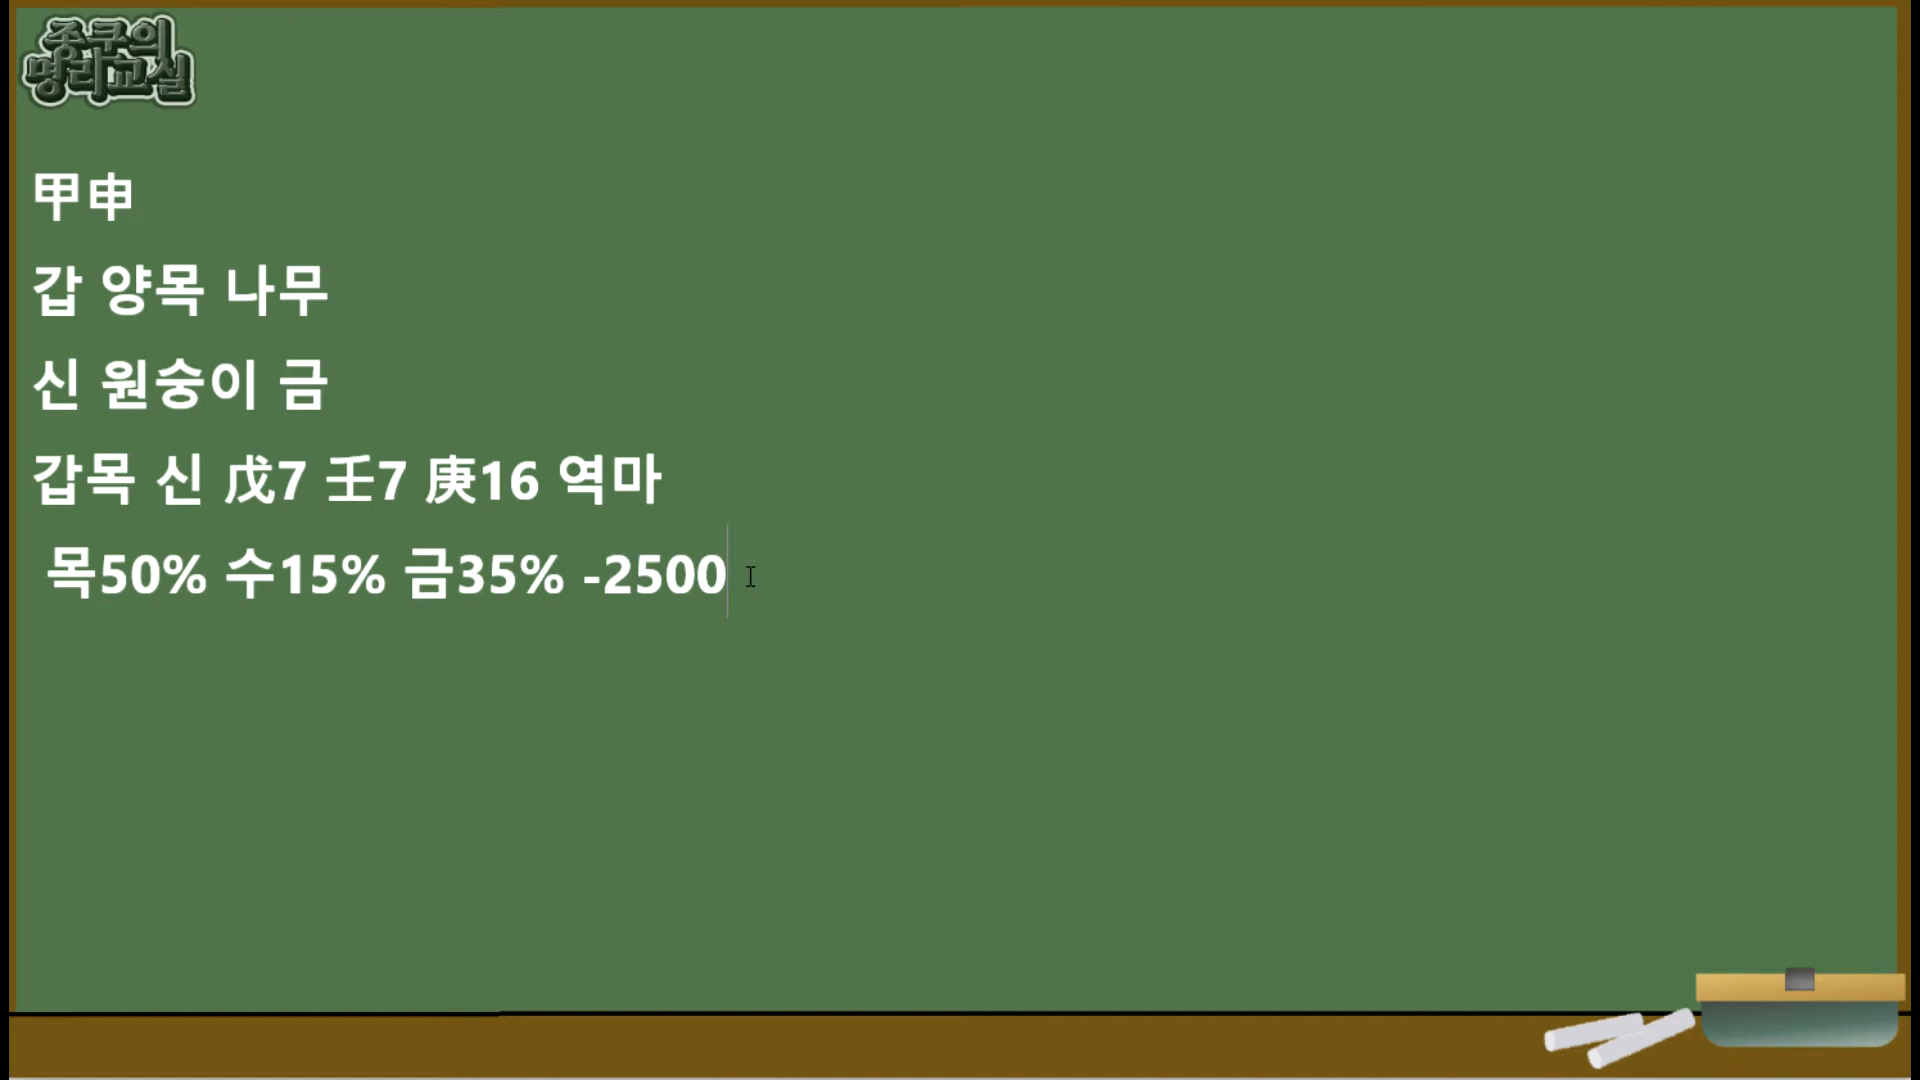 종쿠의
명리교실
甲申
갑 양목 나무
신 원숭이 금
갑목 신 戊7 壬7 庚16 역마
목50% 수15% 금35% -2500